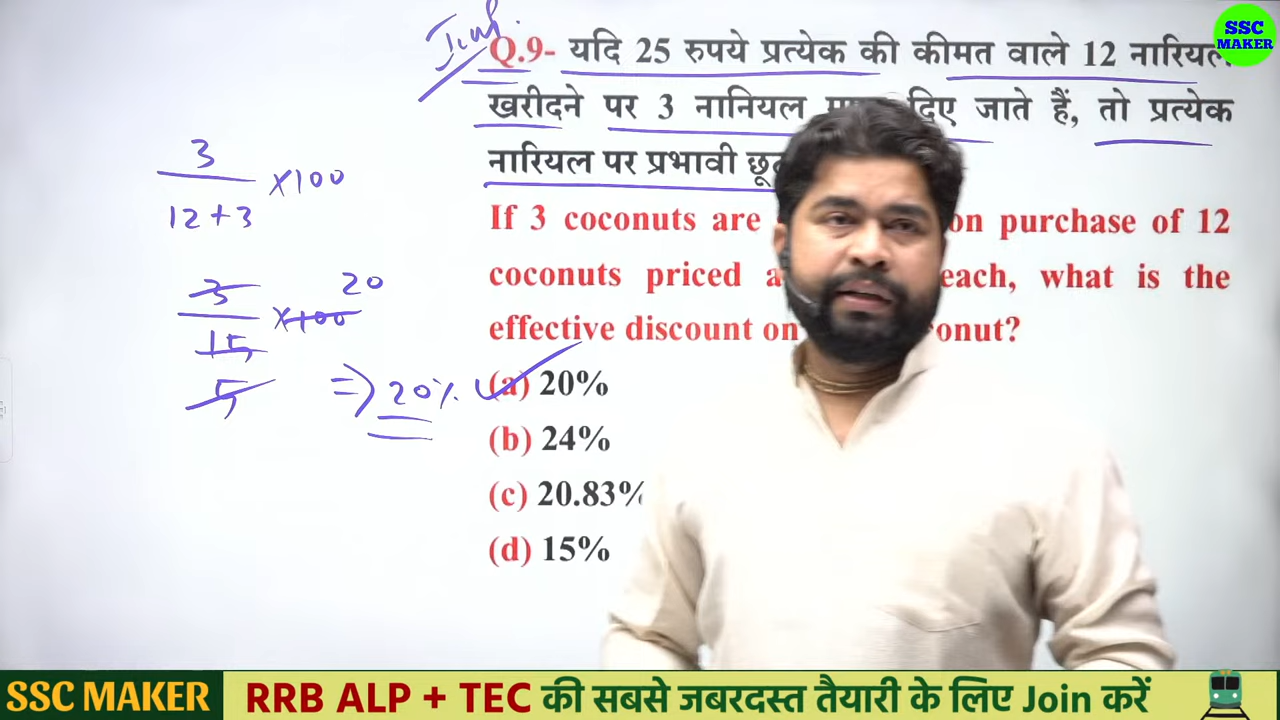 SSC
MAKER
Q.9- यदि 25 रुपये प्रत्येक की कीमत वाले 12 नारियल
खरीदने पर 3 नानियल दिए जाते हैं, तो प्रत्येक
नारियल पर प्रभावी छूट
If 3 coconuts are on purchase of 12
coconuts priced each, what is the
effective discount on
(a) 20%
(b) 24%
(c) 20.83%
(d) 15%
3
12+3
×100
3
15
×100
20
5
=> 20%
SSC MAKER
RRB ALP + TEC की सबसे जबरदस्त तैयारी के लिए Join करें